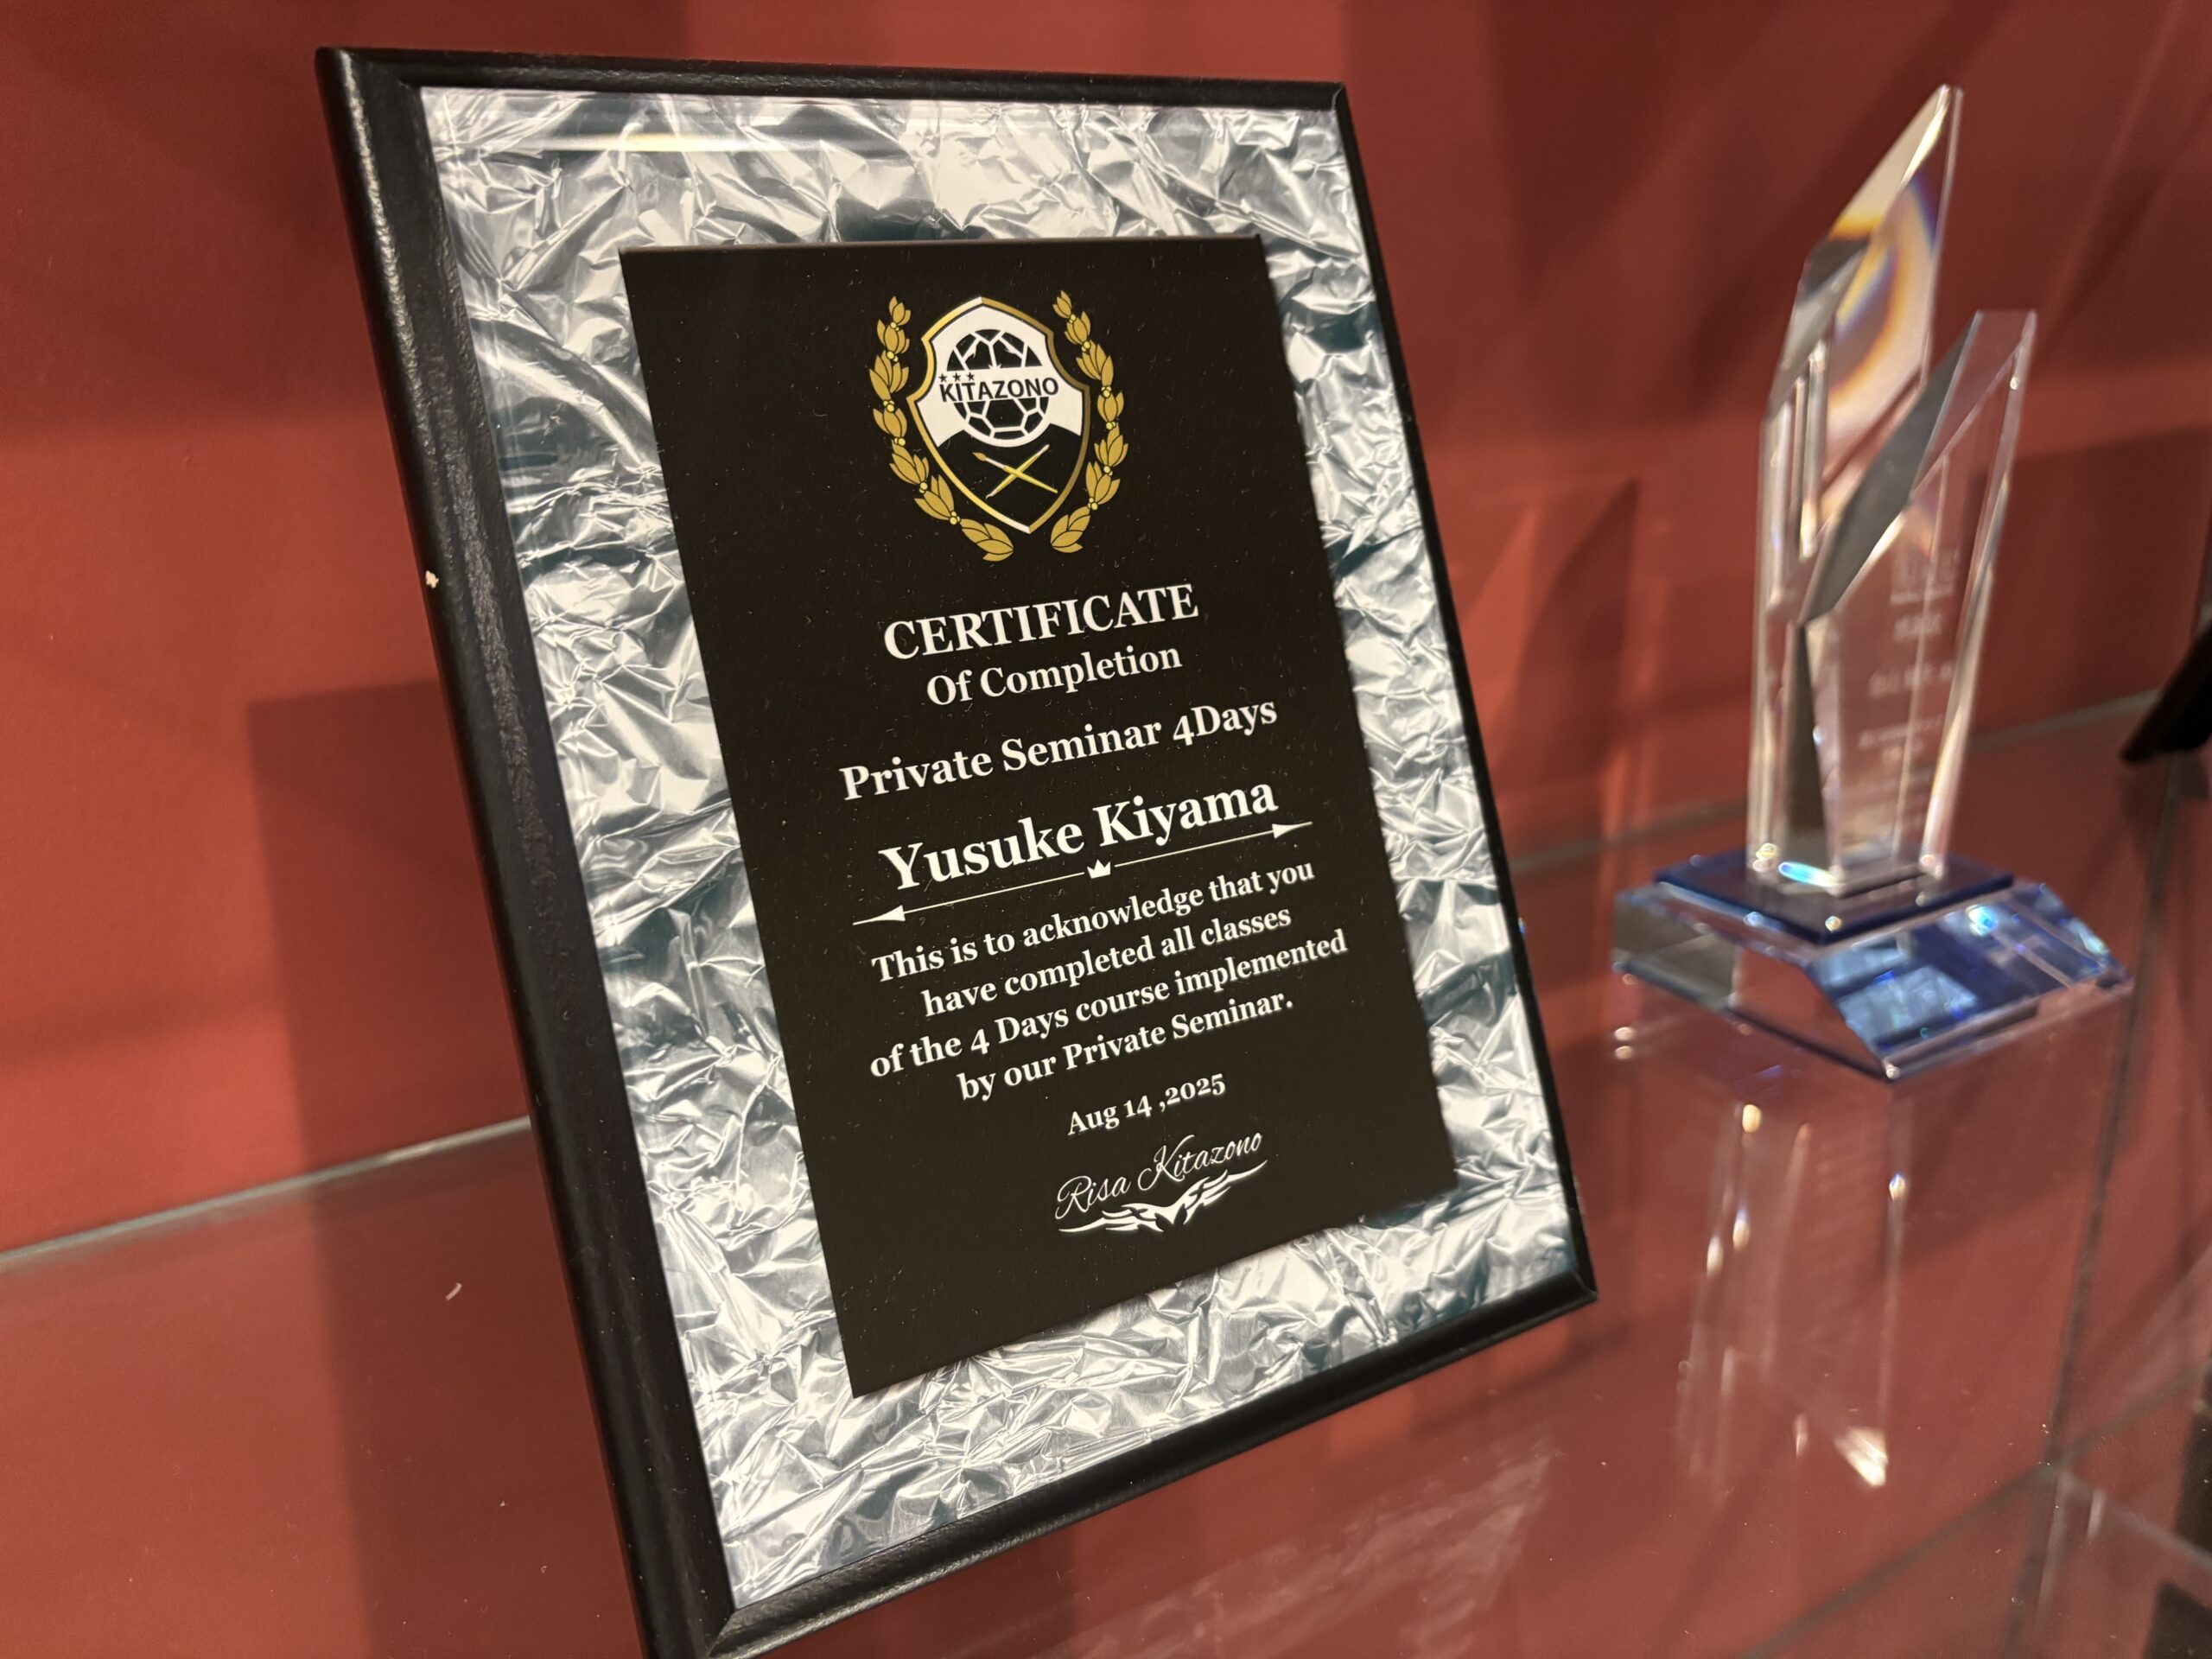 KITAZONO
CERTIFICATE
Of Completion
Private Seminar 4Days
Yusuke Kiyama
This is to acknowledge that you
have completed all classes
of the 4 Days course implemented
by our Private Seminar.
Aug 14 ,2025
Risa Kitazono